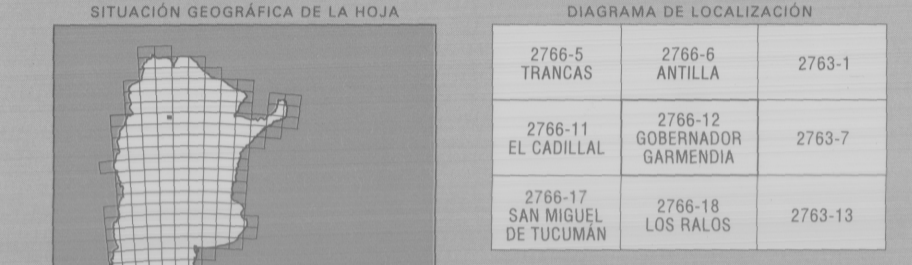 SITUACIÓN GEOGRÁFICA DE LA HOJA
DIAGRAMA DE LOCALIZACIÓN
2766-5
TRANCAS
2766-6
ANTILLA
2763-1
2766-11
EL CADILLAL
2766-12
GOBERNADOR
GARMENDIA
2763-7
2766-17
SAN MIGUEL
DE TUCUMÁN
2766-18
LOS RALOS
2763-13